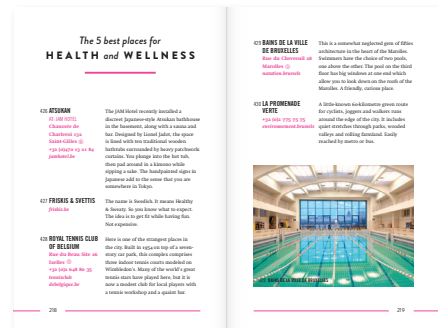 The 5 best places for
HEALTH and WELLNESS
426 ATSUKAN
AT: JAM HOTEL
Chaussée de
Charleroi 132
Saint-Gilles
jamhotel.be
The JAM Hotel recently installed a
discreet Japanese-style Atsukan bathhouse
in the basement, along with a sauna and
bar. Designed by Lionel Jadot, the space
is lined with ten traditional wooden
bathtubs surrounded by heavy patchwork
curtains. You plunge into the hot tub,
then pad around in a kimono while
sipping a sake. The handpainted signs in
Japanese add to the sense that you are
somewhere in Tokyo.
427 FRISKIS & SVETTIS
friskis.be
The name is Swedish. It means Healthy
& Sweaty. So you know what to expect.
The idea is to get fit while having fun.
Not expensive.
428 ROYAL TENNIS CLUB
OF BELGIUM
Rue du Beau Site 26
Ixelles
+32 (0)2 648 80 35
tennisclub
debelgique.be
Here is one of the strangest places in
the city. Built in 1954 on top of a seven-
story car park, this complex comprises
three indoor tennis courts modeled on
Wimbledon's. Many of the world's great
tennis stars have played here, but it is
now a modest club for local players with
a tennis workshop and a quaint bar.
218
429 BAINS DE LA VILLE
DE BRUXELLES
Rue du Chevreuil 28
Marolles
natation.brussels
This is a somewhat neglected gem of fifties
architecture in the heart of the Marolles.
Swimmers have the choice of two pools,
one above the other. The pool on the third
floor has big windows at one end which
allow you to look down on the roofs of the
Marolles. A friendly, curious place.
430 LA PROMENADE
VERTE
+32 (0)2 775 75 75
environnement.brussels
A little-known 60-kilometre green route
for cyclists, joggers and walkers runs
around the edge of the city. It includes
quiet stretches through paths, wooded
valleys and rolling farmland. Easily
reached by metro or bus.
429 BAINS DE LA VILLE DE BRUXELLES
219